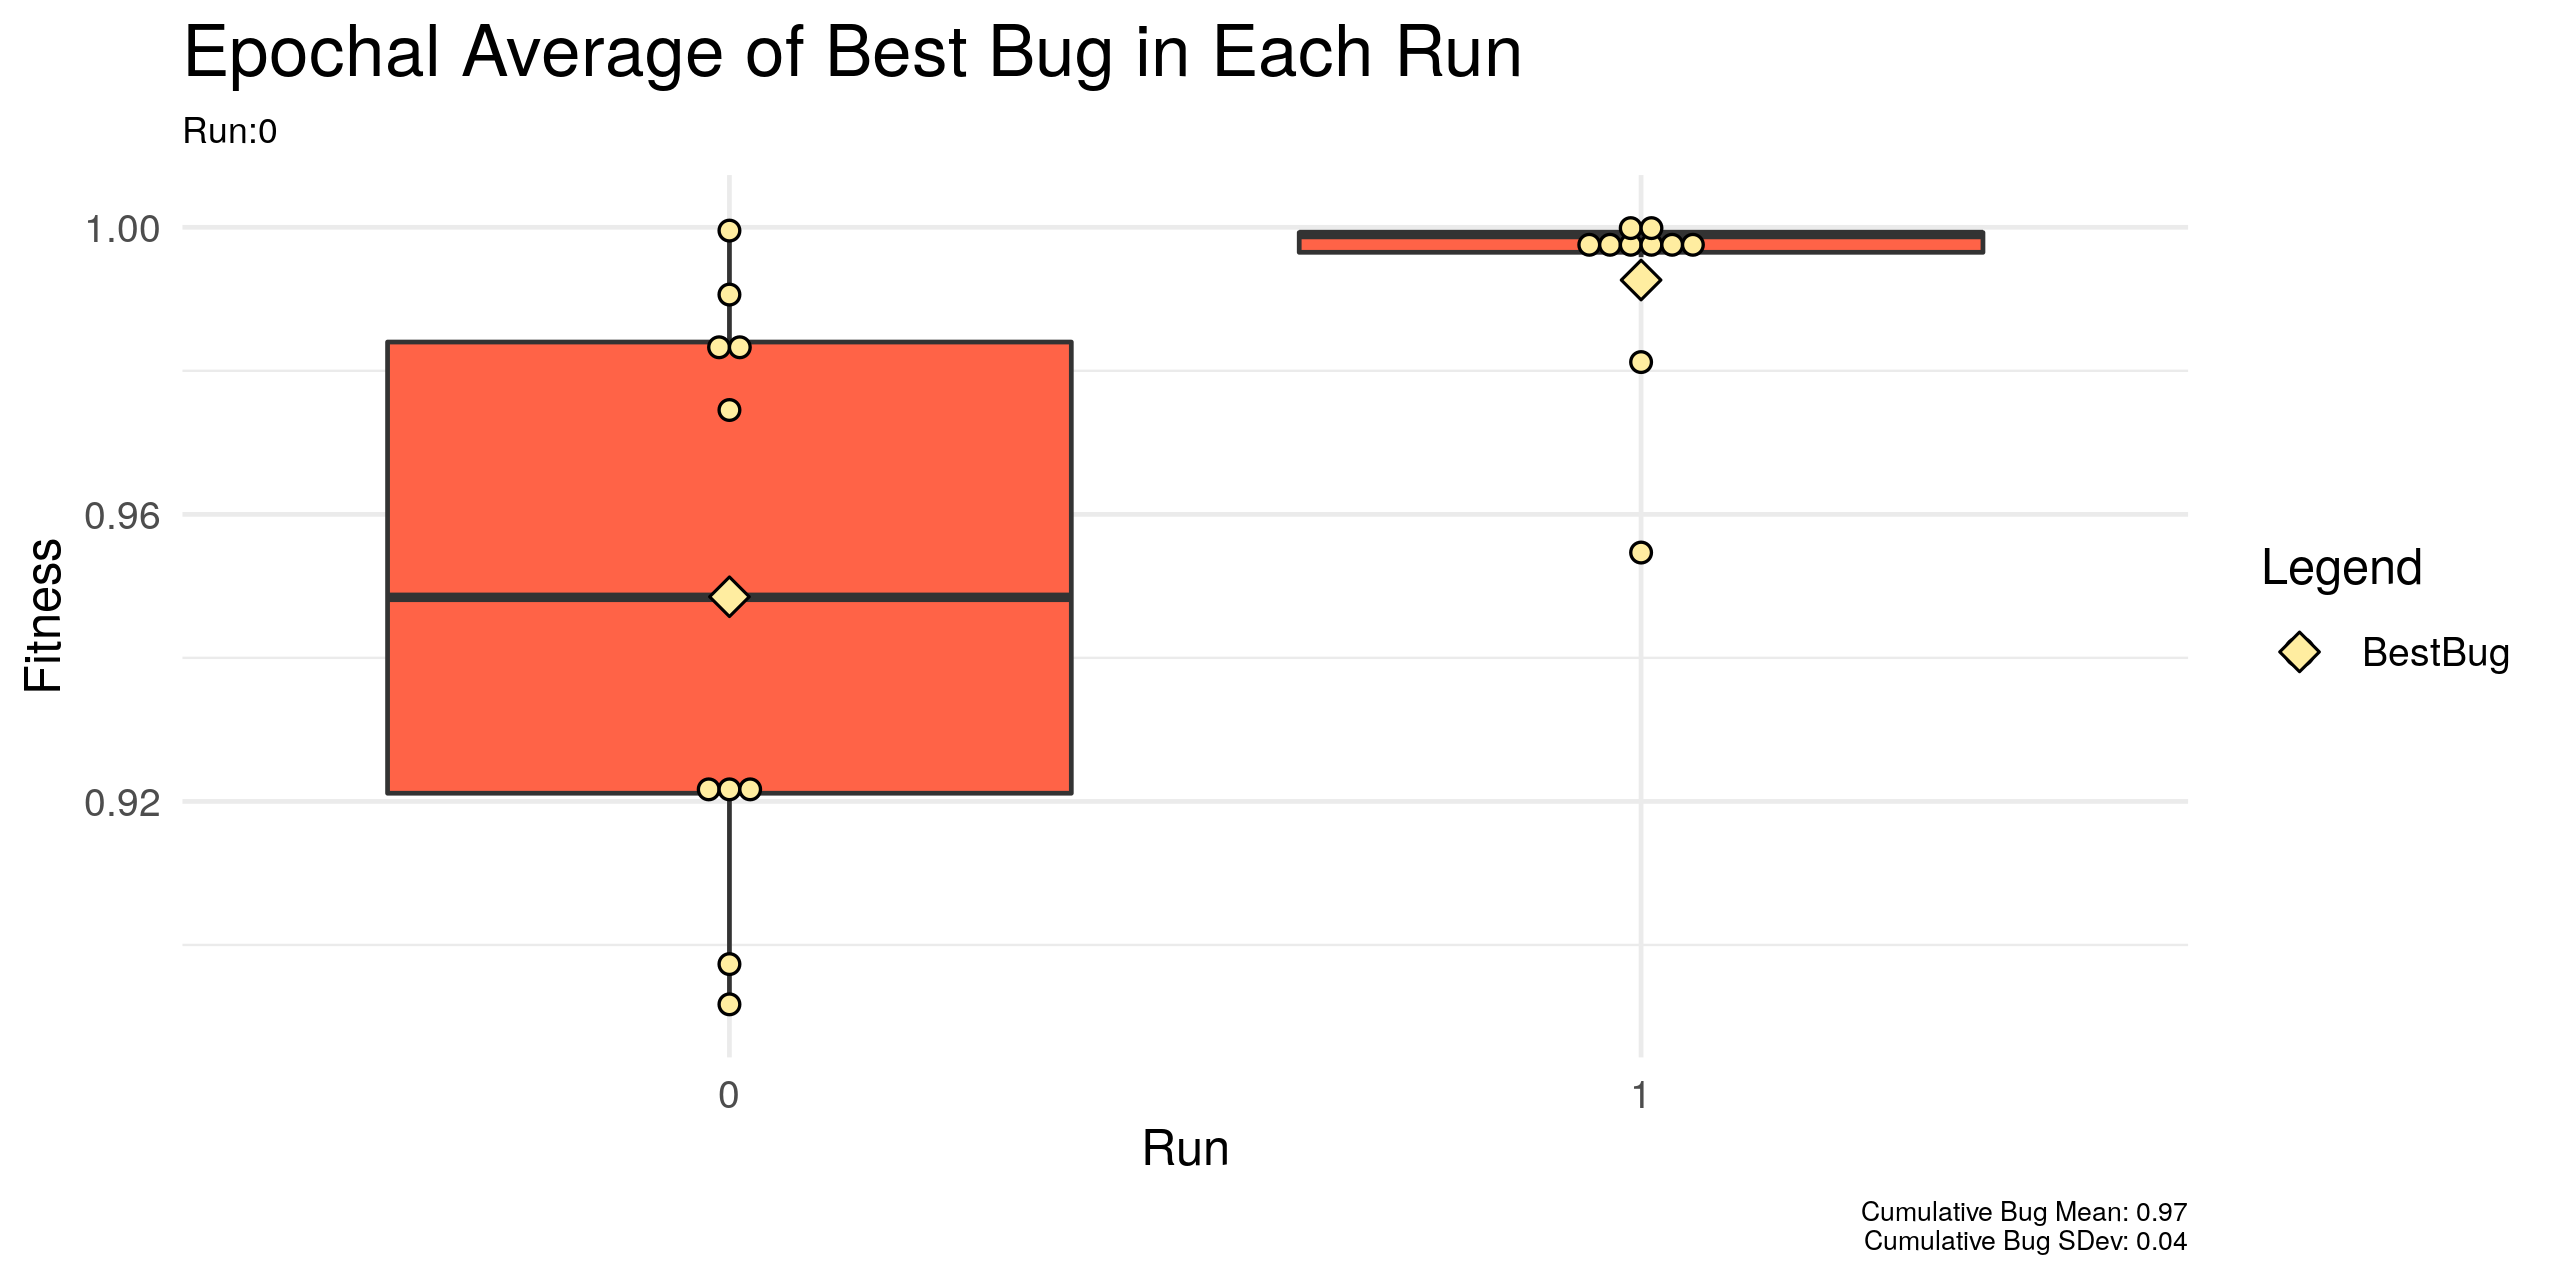 Epochal Average of Best Bug in Each Run
Run:0
1.00
0.96
0.92
Fitness
0
1
Run
Legend
BestBug
Cumulative Bug Mean: 0.97
Cumulative Bug SDev: 0.04